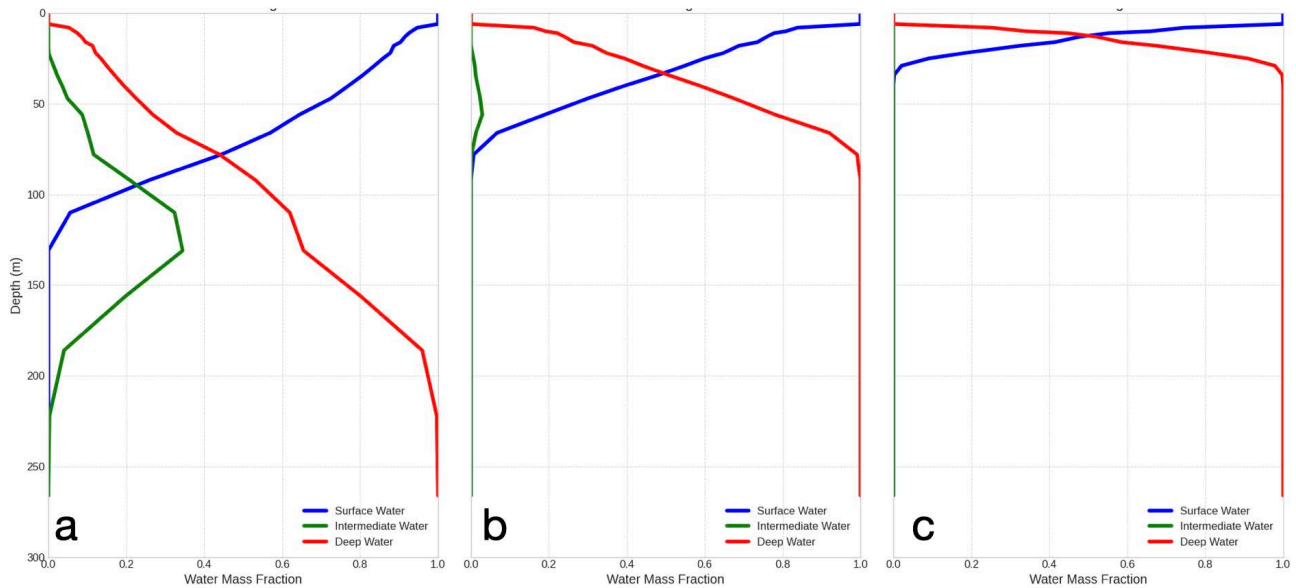 g
g
0
50
100
150
200
250
300
Depth (m)
0.0 0.2 0.4 0.6 0.8 1.0
Water Mass Fraction
Surface Water
Intermediate Water
Deep Water
a
0.0 0.2 0.4 0.6 0.8 1.0
Water Mass Fraction
Surface Water
Intermediate Water
Deep Water
b
0.0 0.2 0.4 0.6 0.8 1.0
Water Mass Fraction
Surface Water
Intermediate Water
Deep Water
c